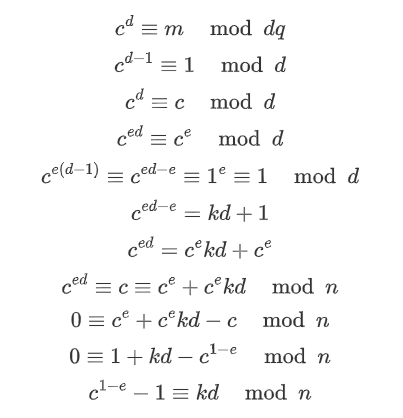 c^d ≡ m mod dq
c^{d−1} ≡ 1 mod d
c^d ≡ c mod d
c^{ed} ≡ c^e mod d
c^{e(d−1)} ≡ c^{ed−e} ≡ 1^e ≡ 1 mod d
c^{ed−e} = kd + 1
c^{ed} = c^e kd + c^e
c^{ed} ≡ c ≡ c^e + c^e kd mod n
0 ≡ c^e + c^e kd − c mod n
0 ≡ 1 + kd − c^{1−e} mod n
c^{1−e} − 1 ≡ kd mod n